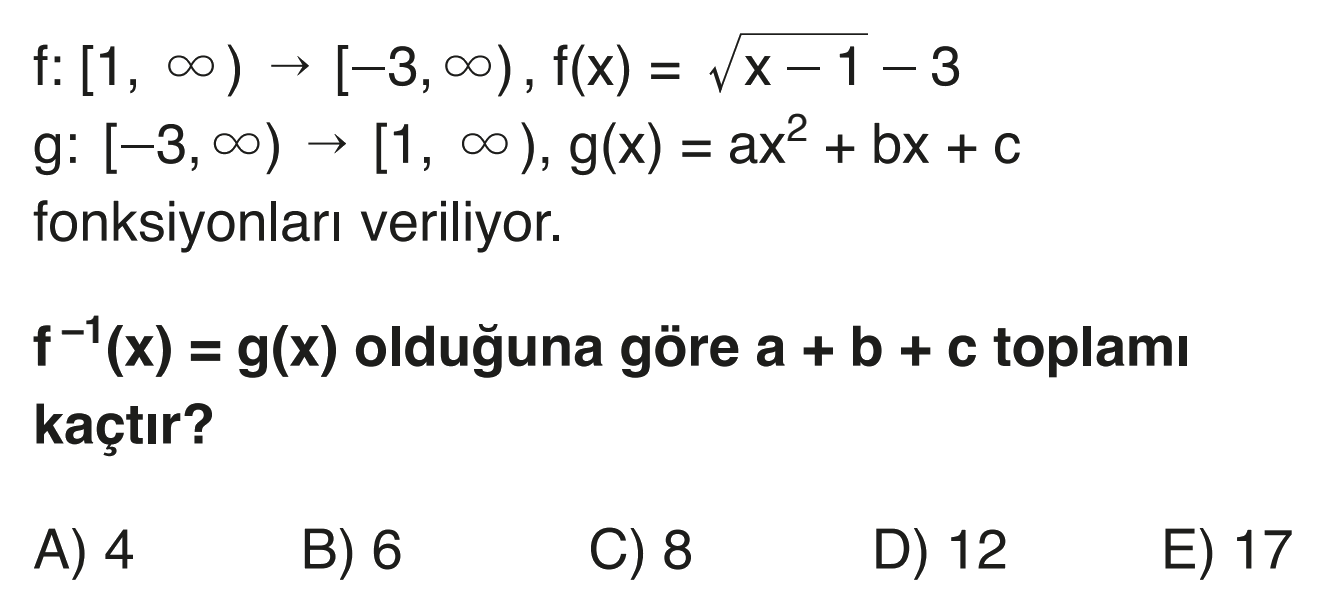 f: [1, ∞) → [−3, ∞), f(x) = √(x − 1) − 3
g: [−3, ∞) → [1, ∞), g(x) = ax² + bx + c
fonksiyonları veriliyor.
f⁻¹(x) = g(x) olduğuna göre a + b + c toplamı
kaçtır?
A) 4 B) 6 C) 8 D) 12 E) 17